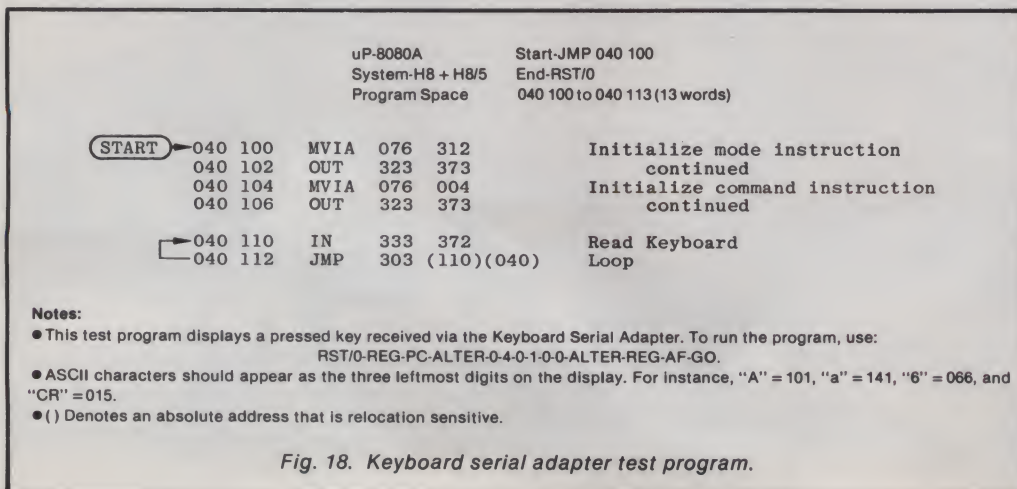 uP-8080A Start-JMP 040 100
System-H8 + H8/5 End-RST/0
Program Space 040 100 to 040 113 (13 words)
START 040 100 MVIA 076 312 Initialize mode instruction
040 102 OUT 323 373 continued
040 104 MVIA 076 004 Initialize command instruction
040 106 OUT 323 373 continued
040 110 IN 333 372 Read Keyboard
040 112 JMP 303 (110)(040) Loop
Notes:
● This test program displays a pressed key received via the Keyboard Serial Adapter. To run the program, use:
RST/0-REG-PC-ALTER-0-4-0-1-0-0-ALTER-REG-AF-GO.
● ASCII characters should appear as the three leftmost digits on the display. For instance, "A" = 101, "a" = 141, "6" = 066, and
"CR" = 015.
● ( ) Denotes an absolute address that is relocation sensitive.
Fig. 18. Keyboard serial adapter test program.